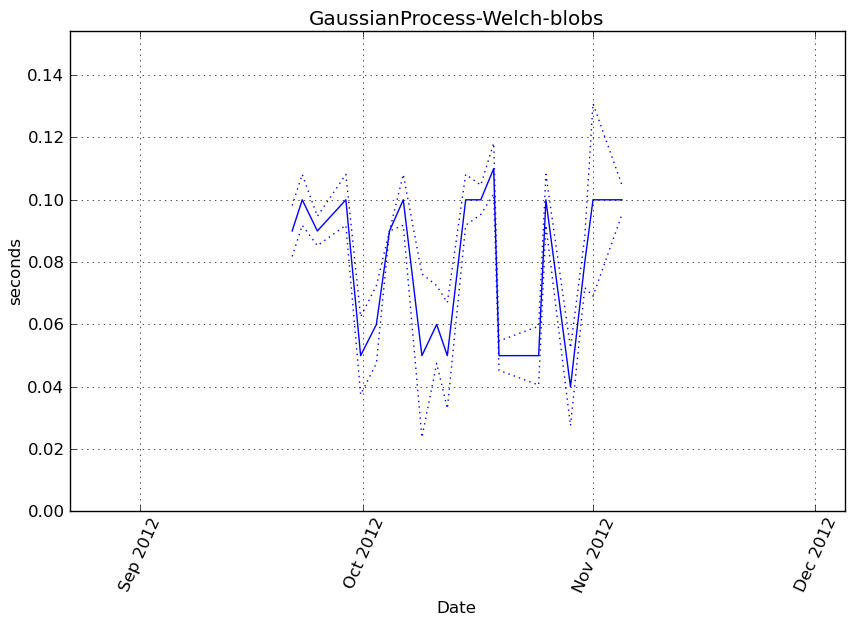 GaussianProcess-Welch-blobs
0.14
0.12
0.10
0.08
0.06
0.04
0.02
0.00
seconds
Sep 2012
Oct 2012
Nov 2012
Dec 2012
Date